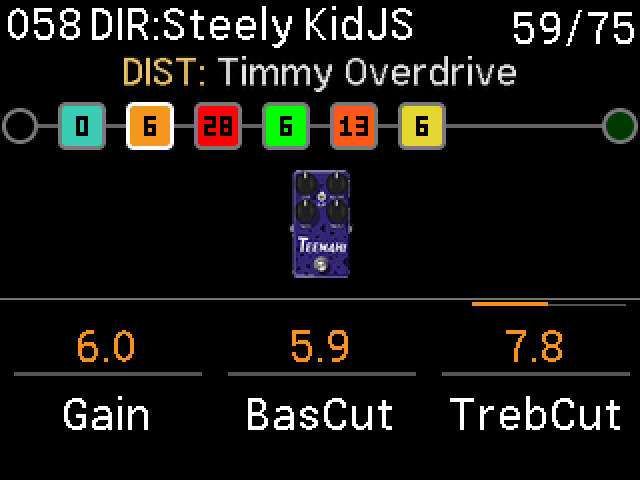 058 DIR:Steely KidJS 59/75
DIST: Timmy Overdrive
0 6 28 6 13 6
TEEMAH!
6.0 5.9 7.8
Gain BasCut TrebCut